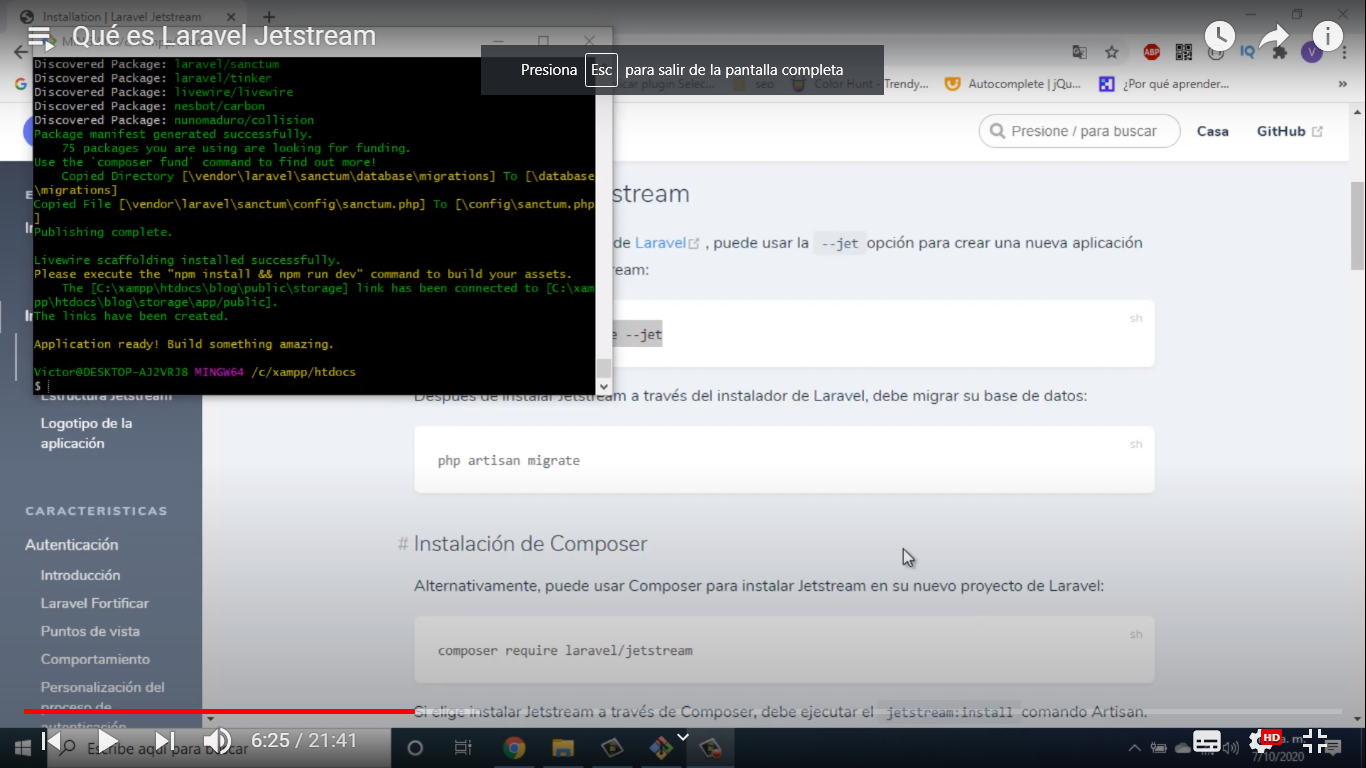 Installation | Laravel Jetstream
Qué es Laravel Jetstream
Presiona Esc para salir de la pantalla completa
ABP
IQ
V
seo
Color Hunt - Trendy...
Autocomplete | jQu...
¿Por qué aprender...
»
Discovered Package: laravel/sanctum
Discovered Package: laravel/tinker
Discovered Package: livewire/livewire
Discovered Package: nesbot/carbon
Discovered Package: nunomaduro/collision
Package manifest generated successfully.
75 packages you are using are looking for funding.
Use the `composer fund` command to find out more!
Copied Directory [\vendor\laravel\sanctum\database\migrations] To [\database
\migrations]
Copied File [\vendor\laravel\sanctum\config\sanctum.php] To [\config\sanctum.php
]
Publishing complete.
Livewire scaffolding installed successfully.
Please execute the "npm install && npm run dev" command to build your assets.
The [C:\xampp\htdocs\blog\public\storage] link has been connected to [C:\xam
pp\htdocs\blog\storage\app/public].
The links have been created.
Application ready! Build something amazing.
Victor@DESKTOP-AJ2VRJ8 MINGW64 /c/xampp/htdocs
$
Presione / para buscar
Casa
GitHub
stream
de Laravel , puede usar la --jet opción para crear una nueva aplicación
eam:
sh
e --jet
Después de instalar Jetstream a través del instalador de Laravel, debe migrar su base de datos:
sh
php artisan migrate
# Instalación de Composer
Alternativamente, puede usar Composer para instalar Jetstream en su nuevo proyecto de Laravel:
sh
composer require laravel/jetstream
Si elige instalar Jetstream a través de Composer, debe ejecutar el jetstream:install comando Artisan.
Estructura Jetstream
Logotipo de la
aplicación
CARACTERISTICAS
Autenticación
Introducción
Laravel Fortificar
Puntos de vista
Comportamiento
Personalización del
proceso de
autenticación
Escribe aquí para buscar
6:25 / 21:41
HD
7/10/2020